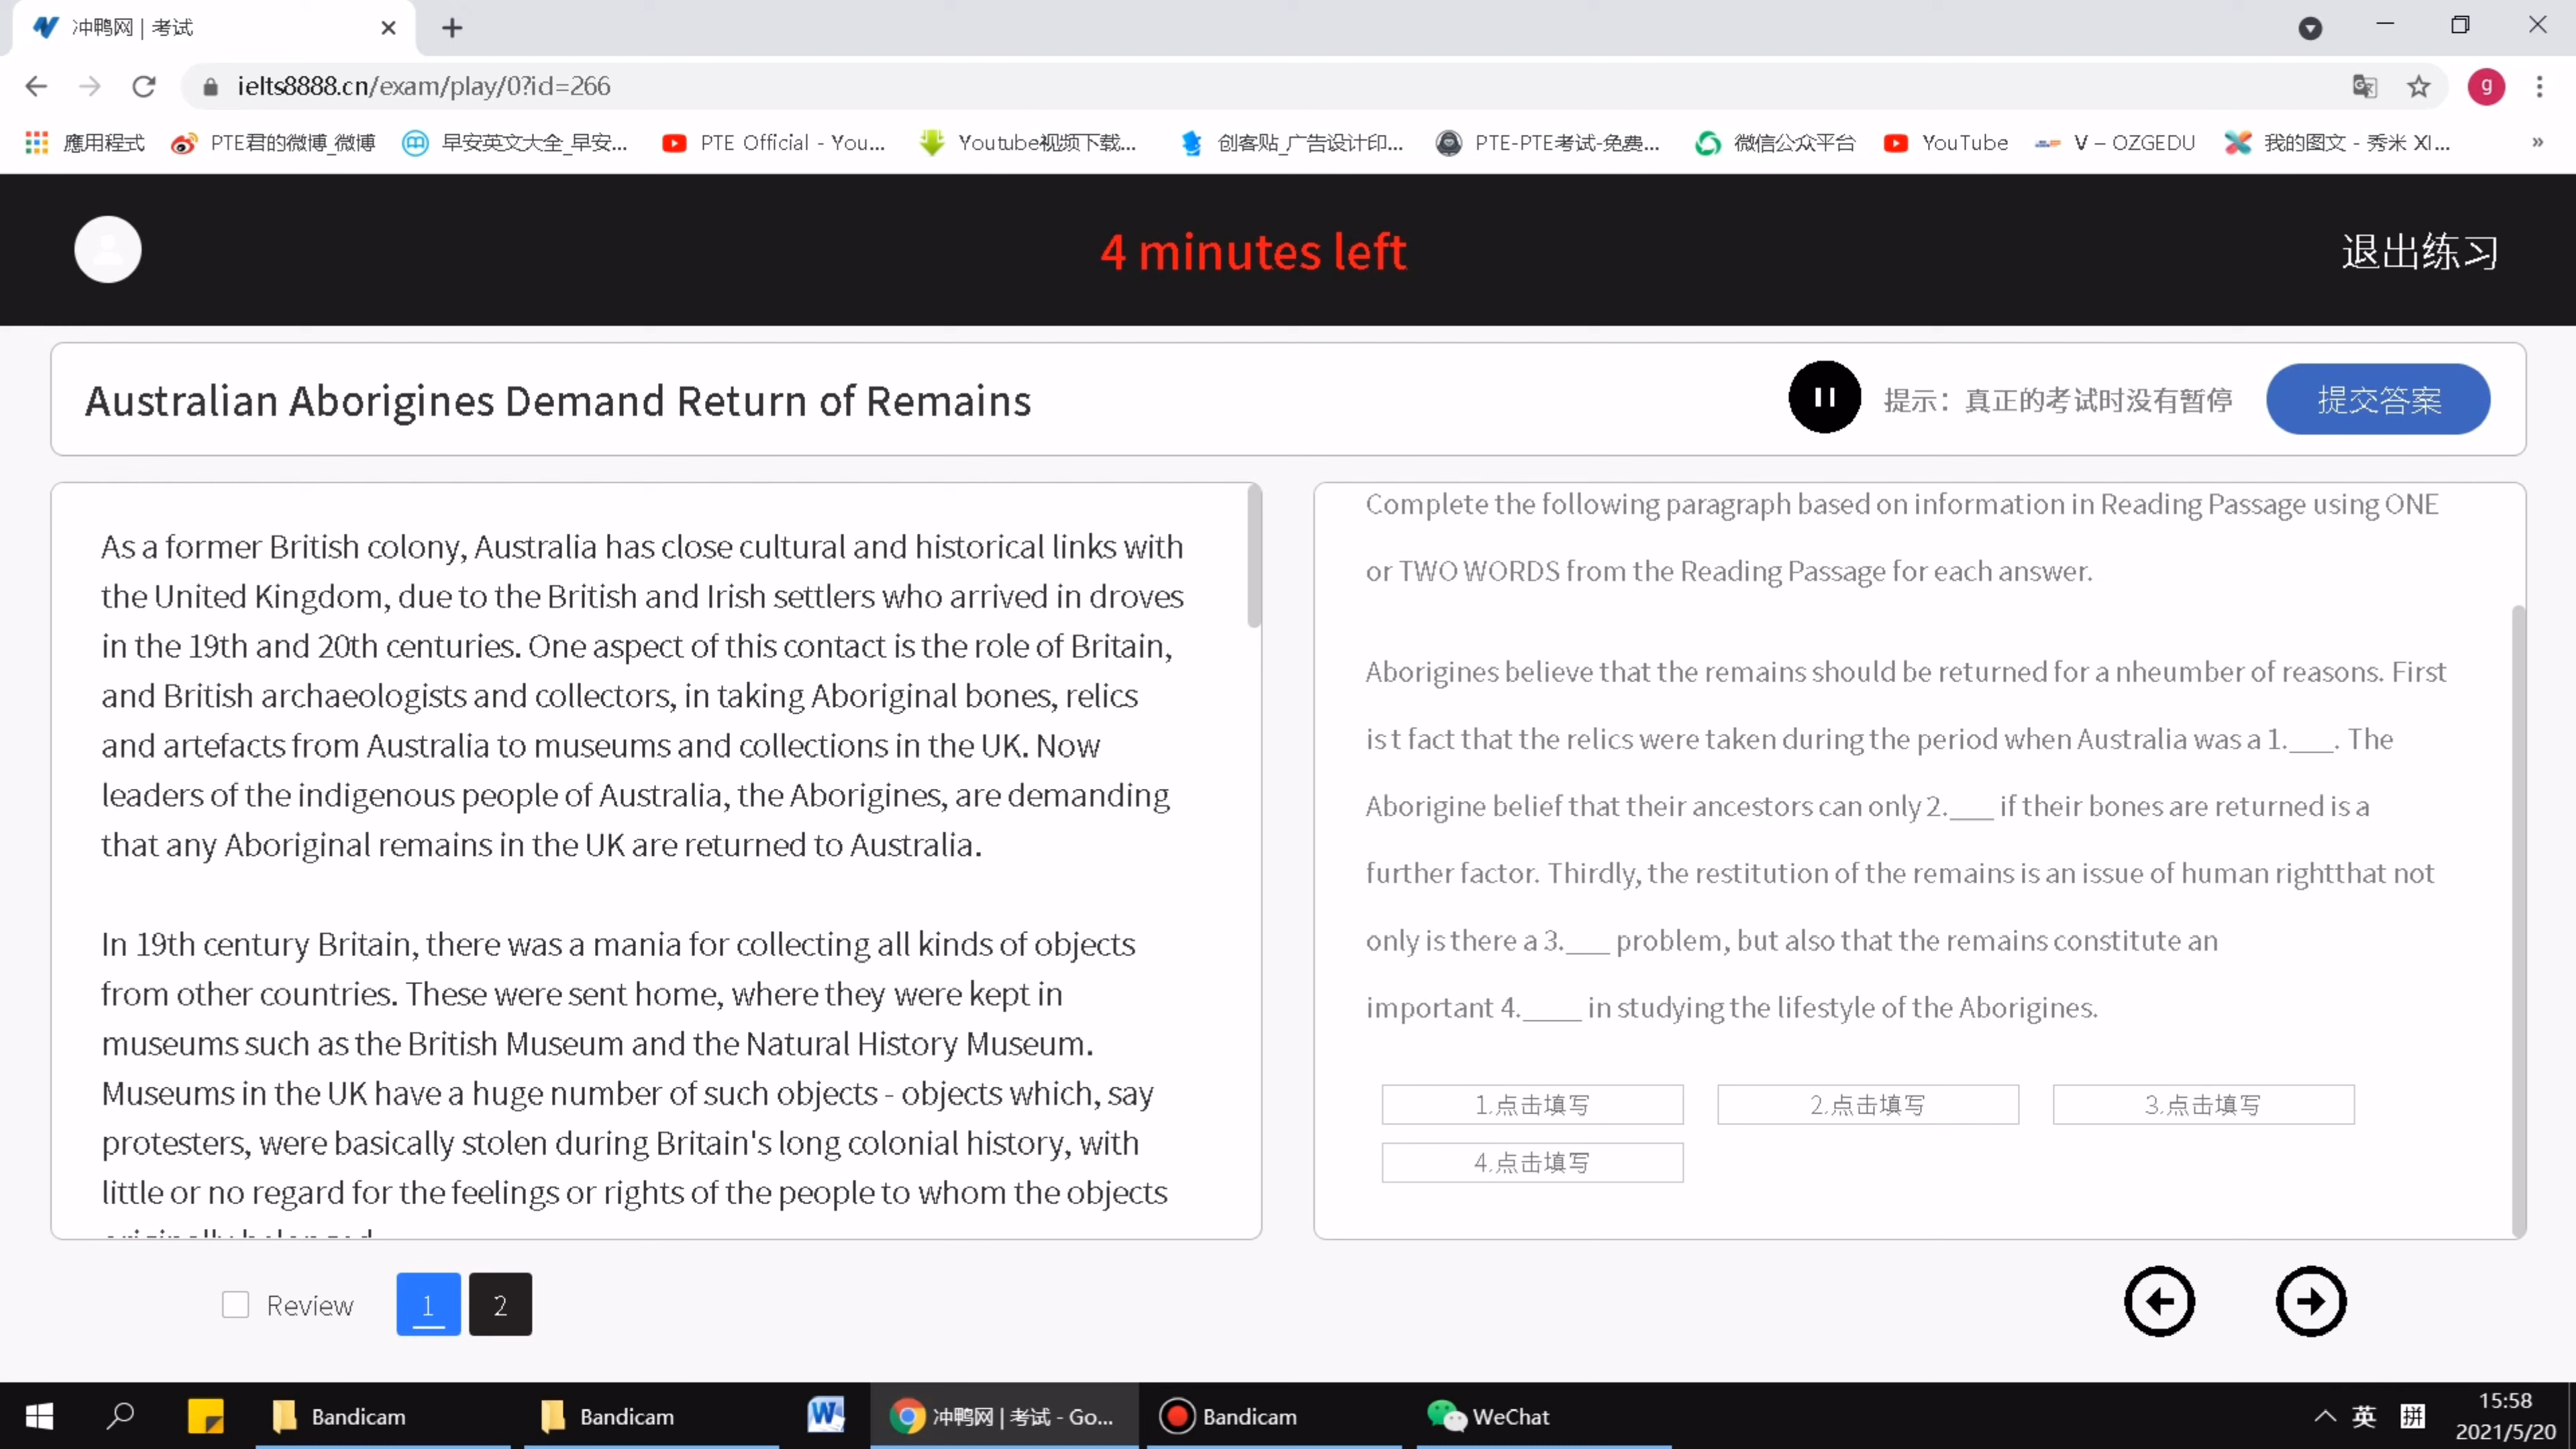 冲鸭网 | 考试
ielts8888.cn/exam/play/0?id=266
g
應用程式
PTE君的微博_微博
早安英文大全_早安...
PTE Official - You...
Youtube视频下载...
创客贴_广告设计印...
PTE-PTE考试-免费...
微信公众平台
YouTube
V – OZGEDU
我的图文 - 秀米 XI...
»
4 minutes left
退出练习
Australian Aborigines Demand Return of Remains
提示：真正的考试时没有暂停
提交答案
As a former British colony, Australia has close cultural and historical links with
the United Kingdom, due to the British and Irish settlers who arrived in droves
in the 19th and 20th centuries. One aspect of this contact is the role of Britain,
and British archaeologists and collectors, in taking Aboriginal bones, relics
and artefacts from Australia to museums and collections in the UK. Now
leaders of the indigenous people of Australia, the Aborigines, are demanding
that any Aboriginal remains in the UK are returned to Australia.
In 19th century Britain, there was a mania for collecting all kinds of objects
from other countries. These were sent home, where they were kept in
museums such as the British Museum and the Natural History Museum.
Museums in the UK have a huge number of such objects - objects which, say
protesters, were basically stolen during Britain's long colonial history, with
little or no regard for the feelings or rights of the people to whom the objects
Complete the following paragraph based on information in Reading Passage using ONE
or TWO WORDS from the Reading Passage for each answer.
Aborigines believe that the remains should be returned for a nheumber of reasons. First
is t fact that the relics were taken during the period when Australia was a 1.___. The
Aborigine belief that their ancestors can only 2.___ if their bones are returned is a
further factor. Thirdly, the restitution of the remains is an issue of human rightthat not
only is there a 3.___ problem, but also that the remains constitute an
important 4.____ in studying the lifestyle of the Aborigines.
1.点击填写
2.点击填写
3.点击填写
4.点击填写
Review
1
2
Bandicam
Bandicam
冲鸭网 | 考试 - Go...
Bandicam
WeChat
英
拼
15:58
2021/5/20